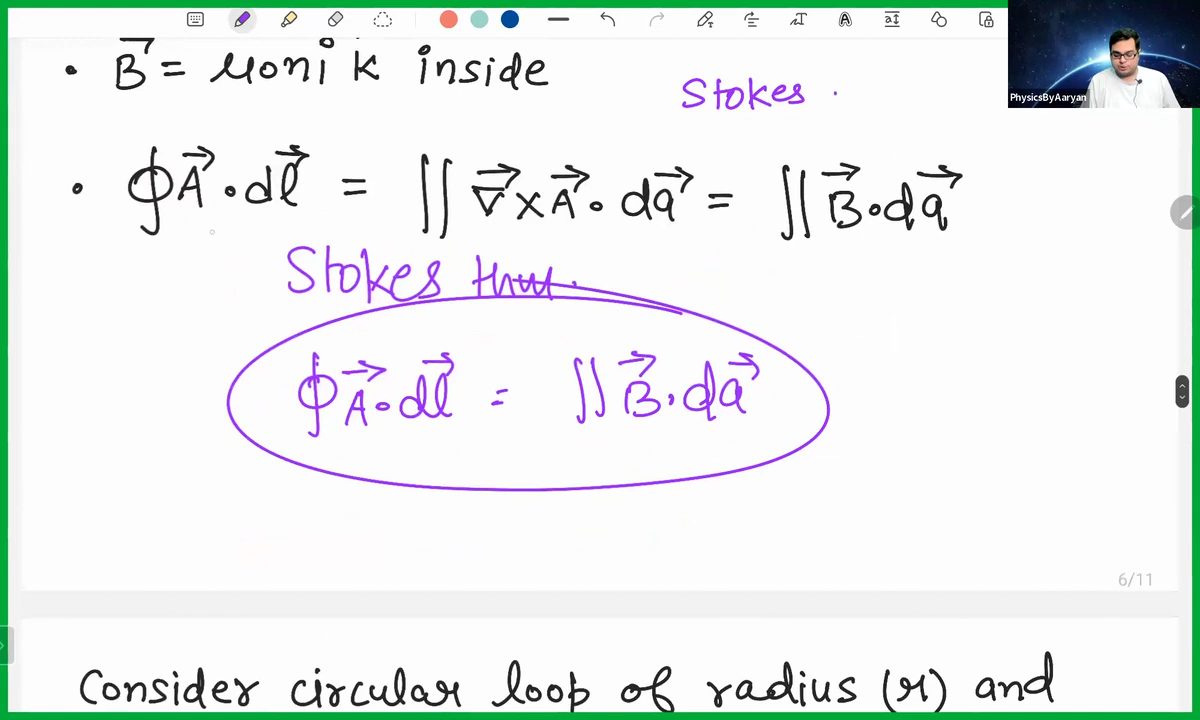 • B⃗ = μ₀ni k inside
Stokes .
PhysicsByAaryan
• ∮A⃗·dl⃗ = ∬ ∇⃗×A⃗· da⃗ = ∬ B⃗·da⃗
Stokes thm.
∮A⃗·dl⃗ = ∬ B⃗·da⃗
6/11
Consider circular loop of radius (r) and